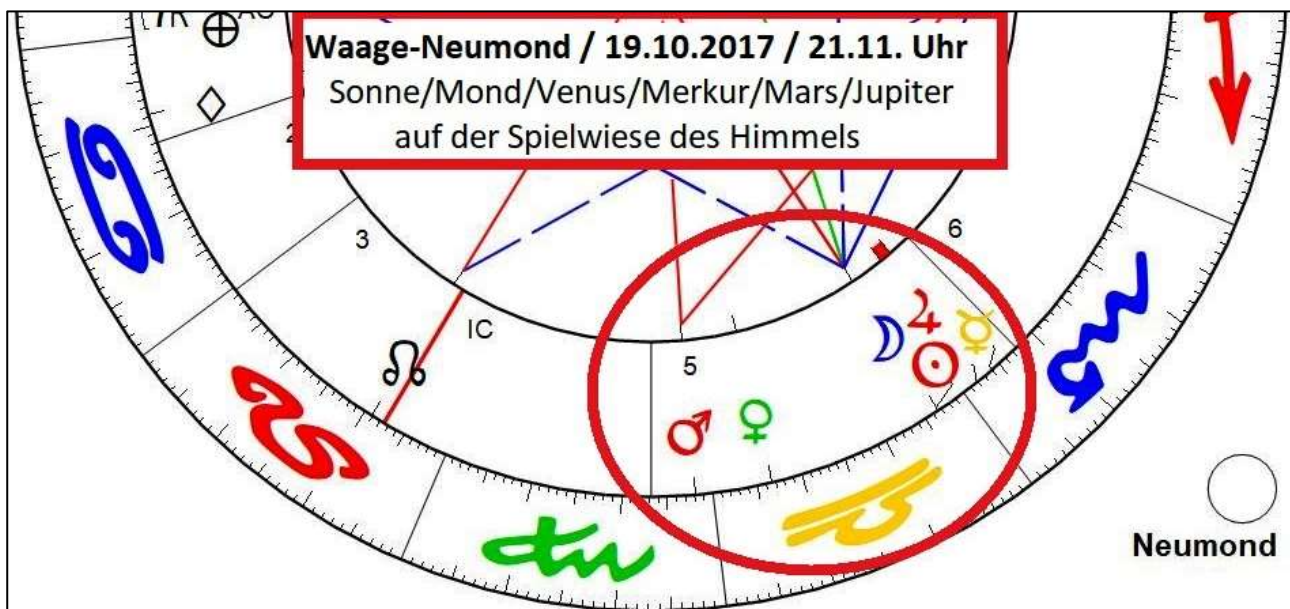 Waage-Neumond / 19.10.2017 / 21.11. Uhr
Sonne/Mond/Venus/Merkur/Mars/Jupiter
auf der Spielwiese des Himmels
3
6
IC
5
Neumond